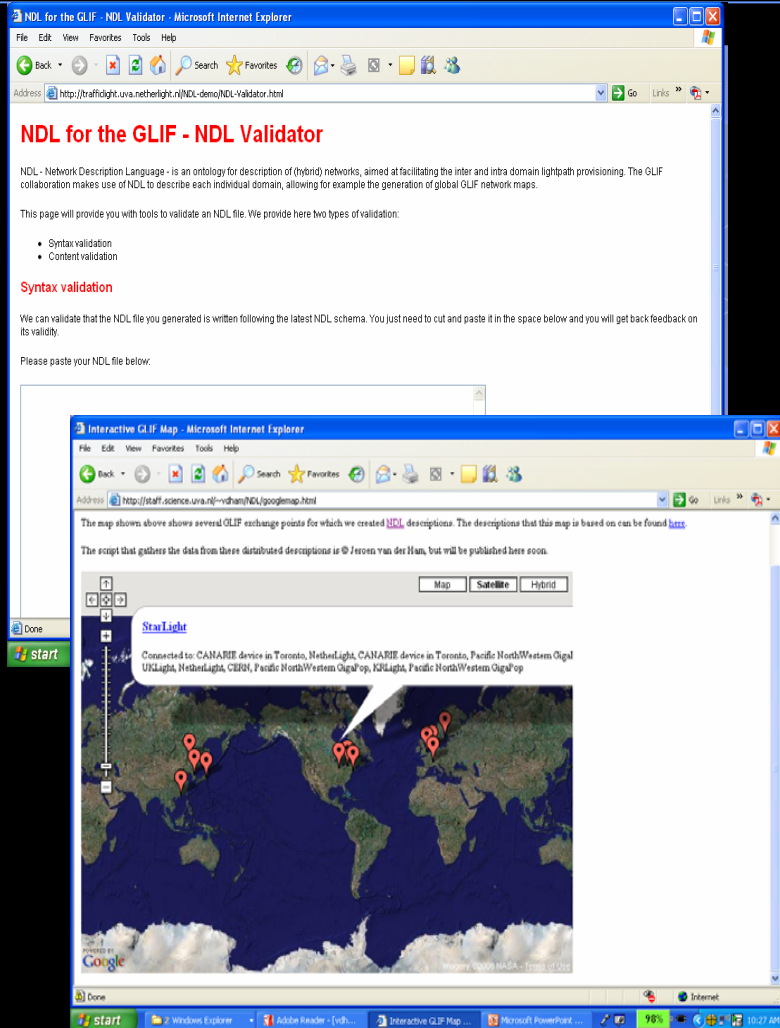 NDL for the GLIF - NDL Validator - Microsoft Internet Explorer
File Edit View Favorites Tools Help
Back Search Favorites
Address http://trafficlight.uva.netherlight.nl/NDL-demo/NDL-Validator.html Go Links »
NDL for the GLIF - NDL Validator
NDL - Network Description Language - is an ontology for description of (hybrid) networks, aimed at facilitating the inter and intra domain lightpath provisioning. The GLIF
collaboration makes use of NDL to describe each individual domain, allowing for example the generation of global GLIF network maps.
This page will provide you with tools to validate an NDL file. We provide here two types of validation:
• Syntax validation
• Content validation
Syntax validation
We can validate that the NDL file you generated is written following the latest NDL schema. You just need to cut and paste it in the space below and you will get back feedback on
its validity.
Please paste your NDL file below:
Done
start
Interactive GLIF Map - Microsoft Internet Explorer
File Edit View Favorites Tools Help
Back Search Favorites
Address http://staff.science.uva.nl/~vdham/NDL/googlemap.html Go Links »
The map shown above shows several GLIF exchange points for which we created NDL descriptions. The descriptions that this map is based on can be found here.
The script that gathers the data from these distributed descriptions is © Jeroen van der Ham, but will be published here soon.
Map Satellite Hybrid
StarLight
Connected to: CANARIE device in Toronto, NetherLight, CANARIE device in Toronto, Pacific NorthWestern Gigal
UKLight, NetherLight, CERN, Pacific NorthWestern GigaPop, KRLight, Pacific NorthWestern GigaPop
POWERED BY
Google
Imagery ©2005 NASA - Terms of Use
Done Internet
start 2 Windows Explorer Adobe Reader - [vdh... Interactive GLIF Map ... Microsoft PowerPoint ... 98% 10:27 AM